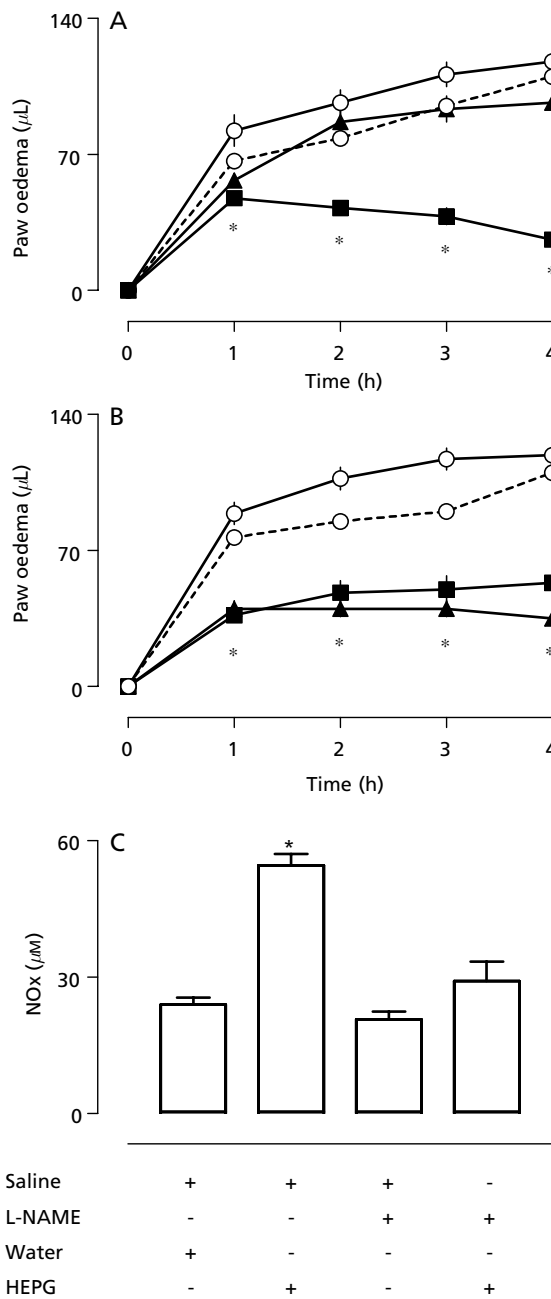 140 A
70
0
Paw oedema (μL)
0 1 2 3 4
Time (h)
* * * *
140 B
70
0
Paw oedema (μL)
0 1 2 3 4
Time (h)
* * * *
60 C
*
30
0
NOx (μM)
Saline + + + -
L-NAME - - + +
Water + - - -
HEPG - + - +